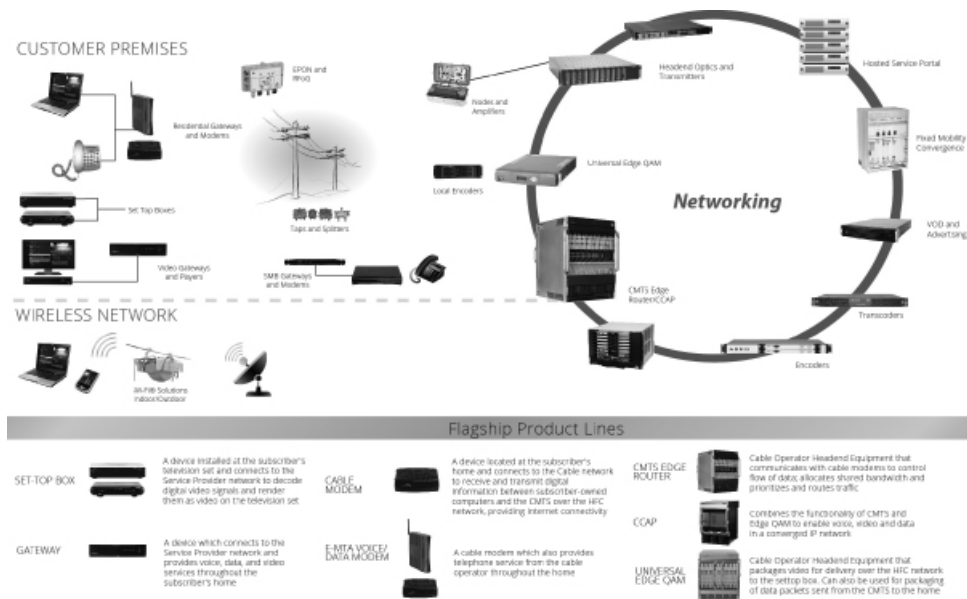 CUSTOMER PREMISES
EPON and
RFoG
Residential Gateways
and Modems
Set Top Boxes
Taps and Splitters
Video Gateways
and Players
SMB Gateways
and Modems
Nodes and
Amplifiers
Local Encoders
Headend Optics and
Transmitters
Universal Edge QAM
CMTS Edge
Router/CCAP
Networking
Hosted Service Portal
Fixed Mobility
Convergence
VOD and
Advertising
Transcoders
Encoders
WIRELESS NETWORK
Wi-Fi® Solutions
Indoor/Outdoor
Flagship Product Lines
SET-TOP BOX
A device installed at the subscriber's
television set and connects to the
Service Provider network to decode
digital video signals and render
them as video on the television set
GATEWAY
A device which connects to the
Service Provider network and
provides voice, data, and video
services throughout the
subscriber's home
CABLE
MODEM
A device located at the subscriber's
home and connects to the Cable network
to receive and transmit digital
information between subscriber-owned
computers and the CMTS over the HFC
network, providing Internet connectivity
E-MTA VOICE/
DATA MODEM
A cable modem which also provides
telephone service from the cable
operator throughout the home
CMTS EDGE
ROUTER
Cable Operator Headend Equipment that
communicates with cable modems to control
flow of data; allocates shared bandwidth and
prioritizes and routes traffic
CCAP
Combines the functionality of CMTS and
Edge QAM to enable voice, video and data
in a converged IP network
UNIVERSAL
EDGE QAM
Cable Operator Headend Equipment that
packages video for delivery over the HFC network
to the settop box. Can also be used for packaging
of data packets sent from the CMTS to the home